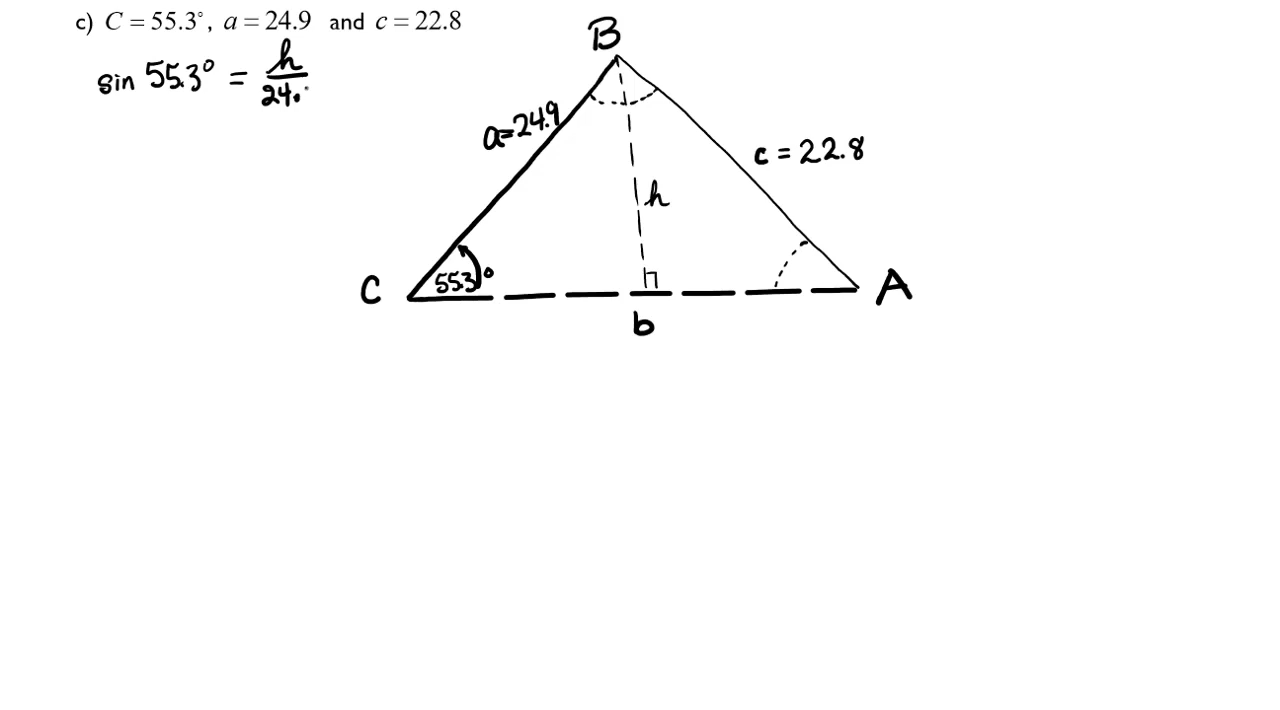 c) C = 55.3°, a = 24.9 and c = 22.8
sin 55.3° = h/24.
B
a=24.9
c = 22.8
h
C
55.3°
A
b